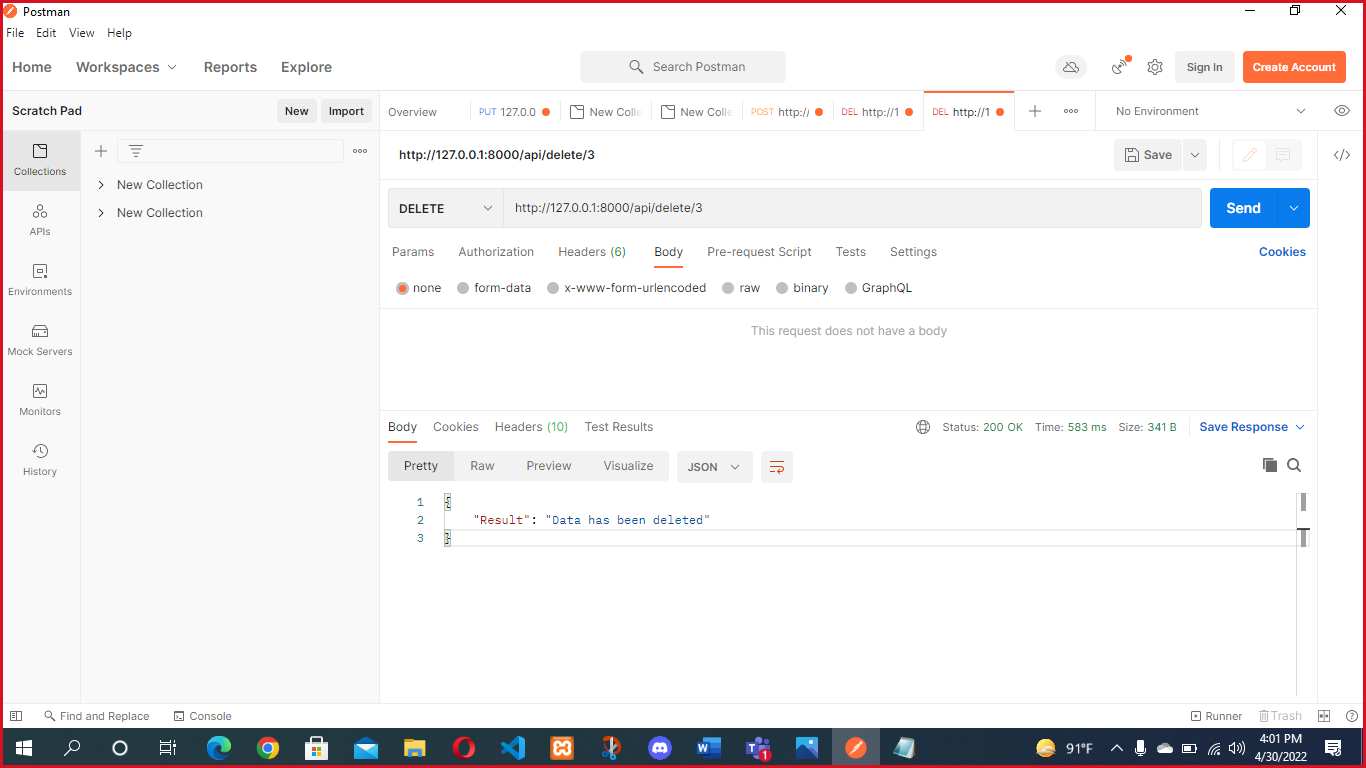 Postman
File Edit View Help
Home Workspaces Reports Explore
Search Postman
Sign In
Create Account
Scratch Pad
New
Import
Overview
PUT 127.0.0
New Colle
New Colle
POST http://
DEL http://1
DEL http://1
No Environment
Collections
APIs
Environments
Mock Servers
Monitors
History
New Collection
New Collection
http://127.0.0.1:8000/api/delete/3
Save
DELETE
http://127.0.0.1:8000/api/delete/3
Send
Params Authorization Headers (6) Body Pre-request Script Tests Settings
Cookies
none form-data x-www-form-urlencoded raw binary GraphQL
This request does not have a body
Body Cookies Headers (10) Test Results
Status: 200 OK Time: 583 ms Size: 341 B
Save Response
Pretty Raw Preview Visualize
JSON
1 {
2 "Result": "Data has been deleted"
3 }
Find and Replace
Console
Runner
Trash
1
91°F
4:01 PM
4/30/2022